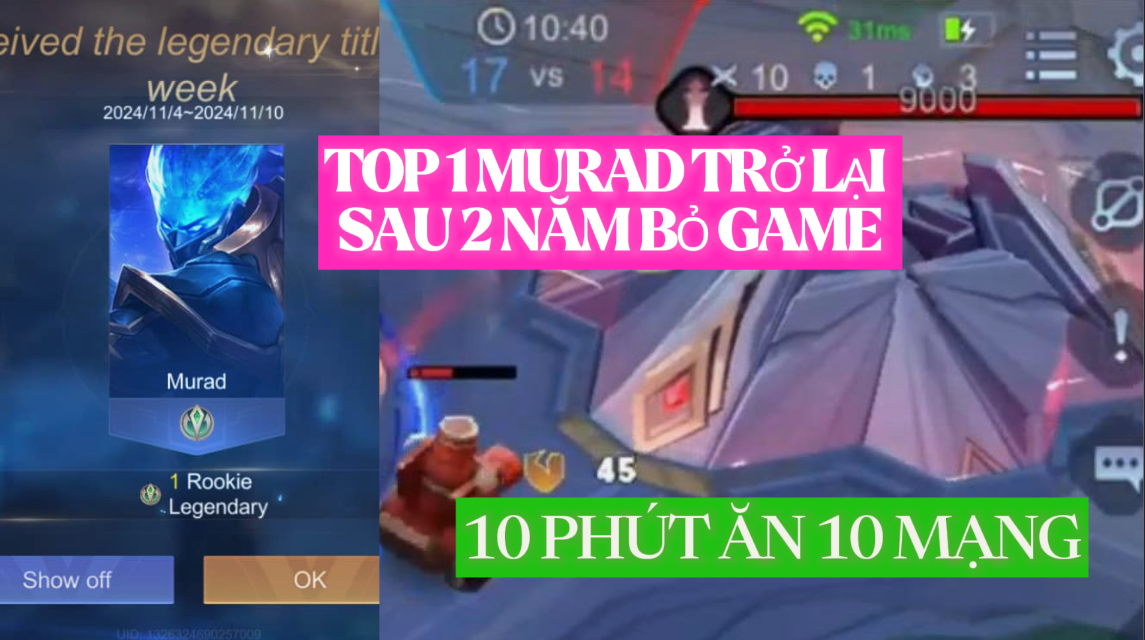 eived the legendary titl
week
2024/11/4~2024/11/10
Murad
1 Rookie
Legendary
Show off
OK
10:40
31ms
17 vs 14
10 1 3
9000
TOP 1 MURAD TRỞ LẠI
SAU 2 NĂM BỎ GAME
45
10 PHÚT ĂN 10 MẠNG